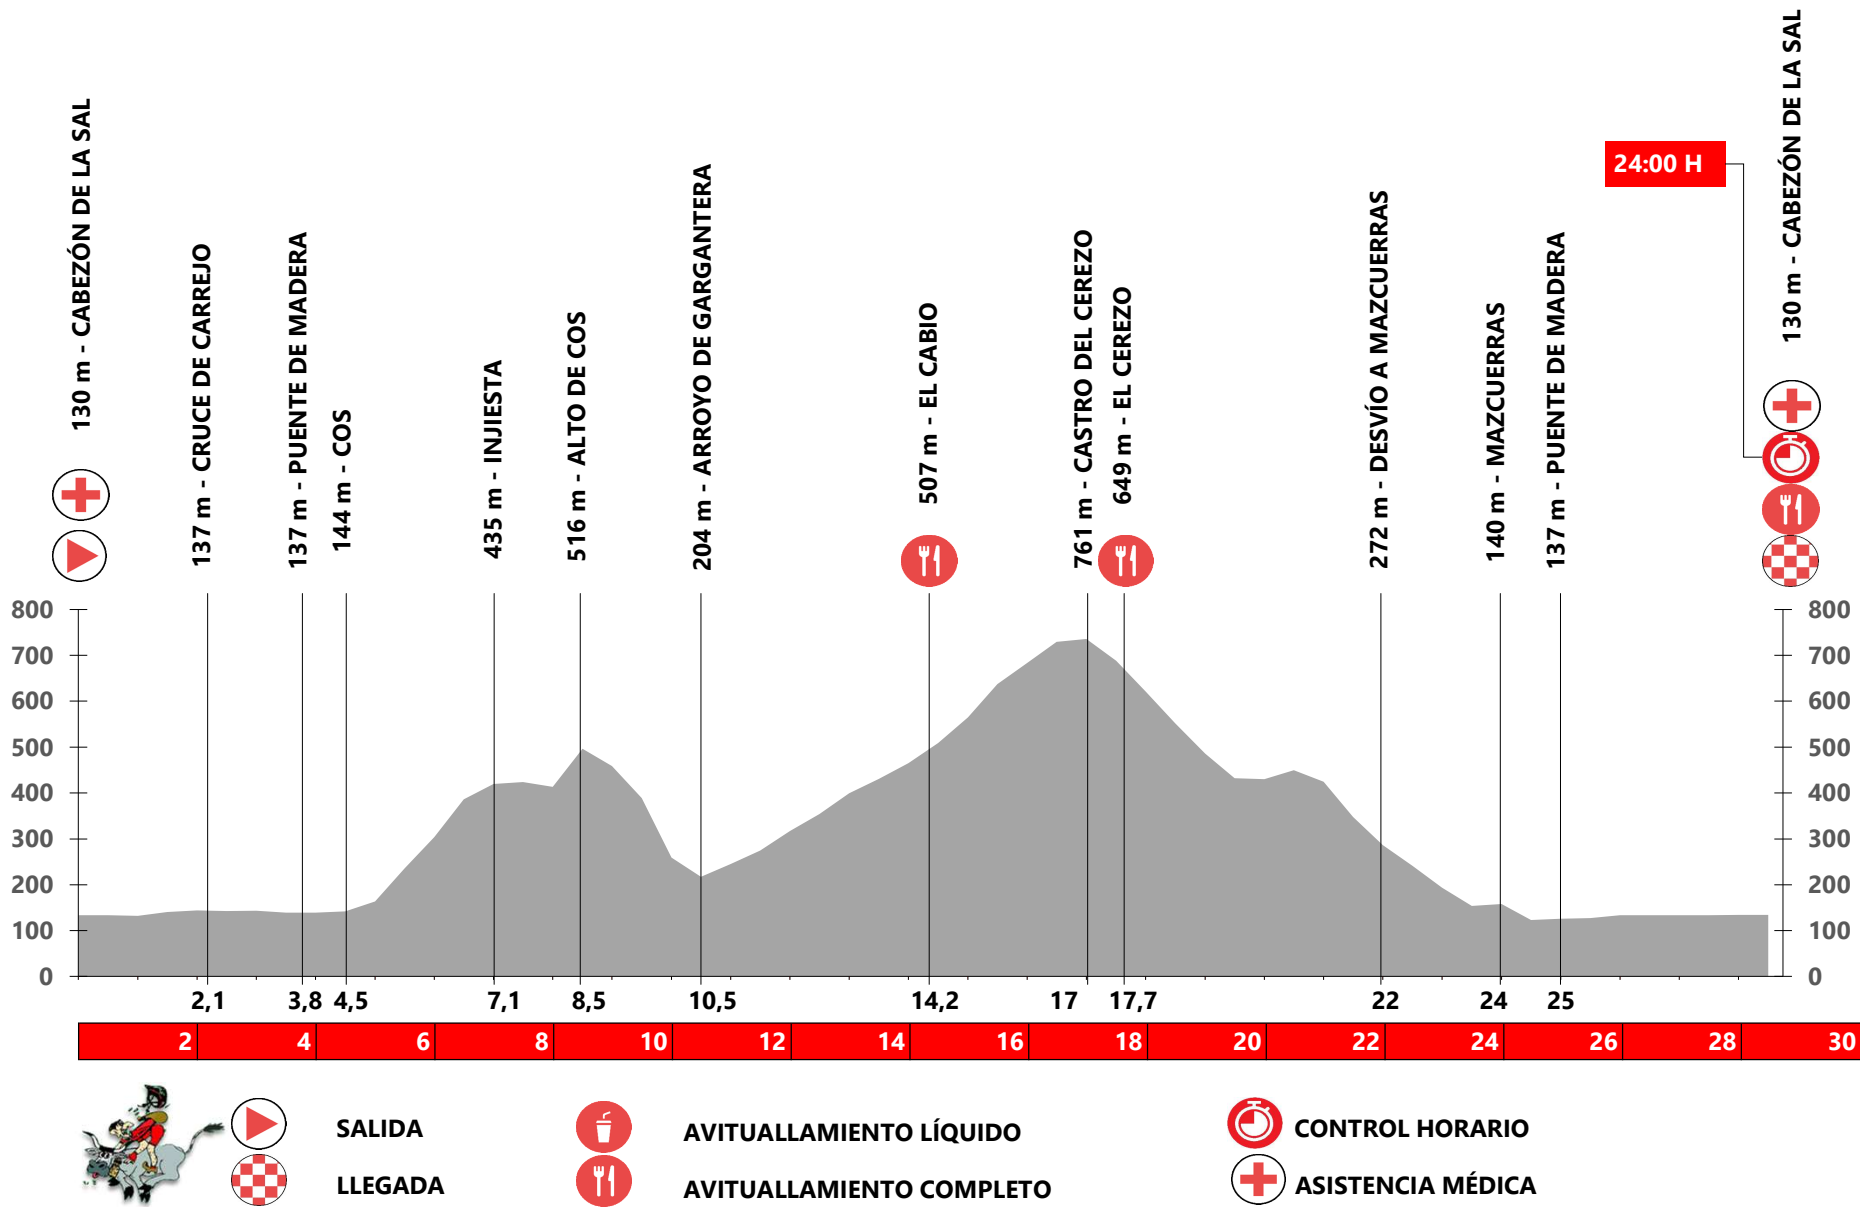 130 m - CABEZÓN DE LA SAL
137 m - CRUCE DE CARREJO
137 m - PUENTE DE MADERA
144 m - COS
435 m - INJIESTA
516 m - ALTO DE COS
204 m - ARROYO DE GARGANTERA
507 m - EL CABIO
761 m - CASTRO DEL CEREZO
649 m - EL CEREZO
272 m - DESVÍO A MAZCUERRAS
140 m - MAZCUERRAS
137 m - PUENTE DE MADERA
130 m - CABEZÓN DE LA SAL
24:00 H
800 800
700 700
600 600
500 500
400 400
300 300
200 200
100 100
0 0
2,1 3,8 4,5 7,1 8,5 10,5 14,2 17 17,7 22 24 25
2 4 6 8 10 12 14 16 18 20 22 24 26 28 30
SALIDA
LLEGADA
AVITUALLAMIENTO LÍQUIDO
AVITUALLAMIENTO COMPLETO
CONTROL HORARIO
ASISTENCIA MÉDICA